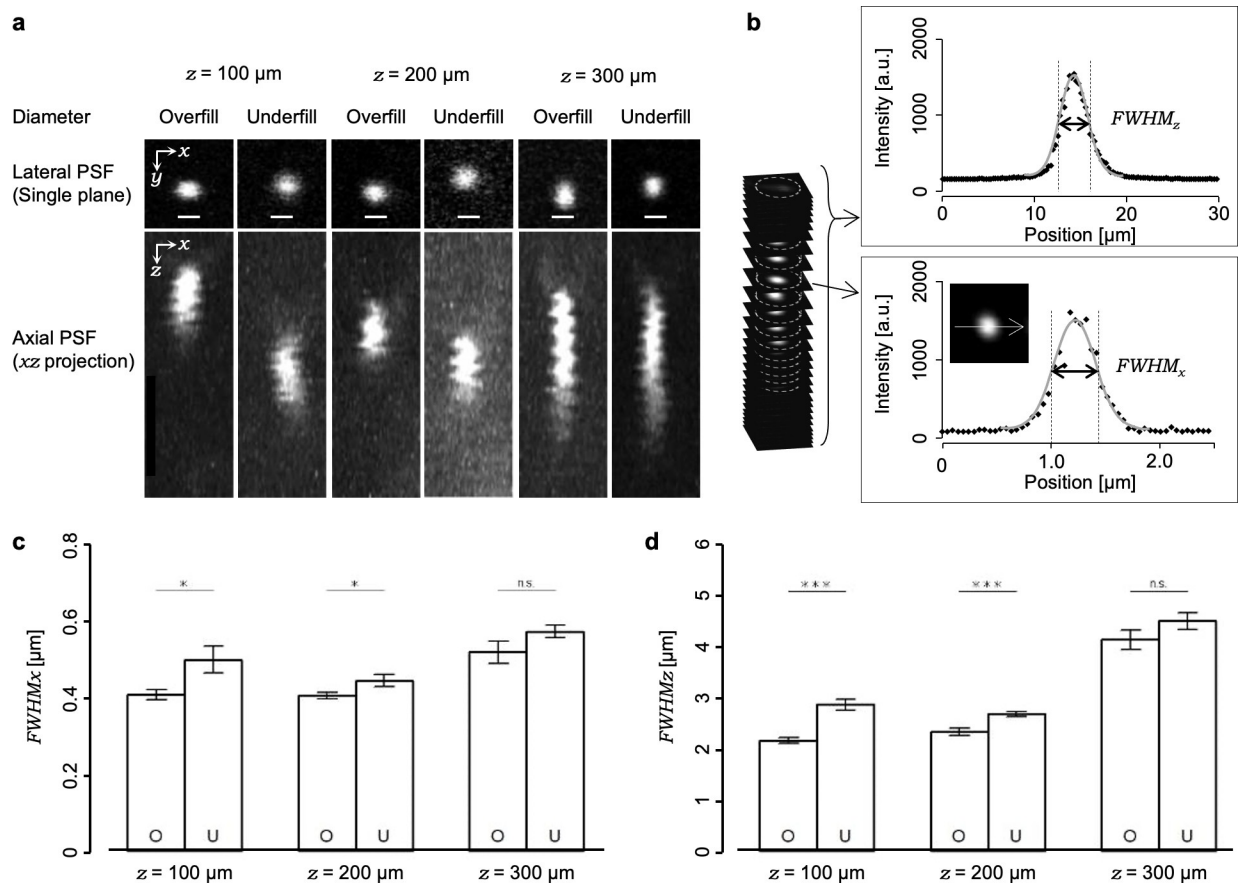 a
z = 100 µm z = 200 µm z = 300 µm
Diameter Overfill Underfill Overfill Underfill Overfill Underfill
Lateral PSF
(Single plane)
x
y
Axial PSF
(xz projection)
x
z
b
Intensity [a.u.]
2000
1000
0
FWHMz
0 10 20 30
Position [µm]
Intensity [a.u.]
2000
1000
0
FWHMx
0 1.0 2.0
Position [µm]
c
FWHMx [µm]
0.8
0.6
0.4
0.2
0
* * n.s.
O U O U O U
z = 100 µm z = 200 µm z = 300 µm
d
FWHMz [µm]
6
5
4
3
2
1
0
*** *** n.s.
O U O U O U
z = 100 µm z = 200 µm z = 300 µm